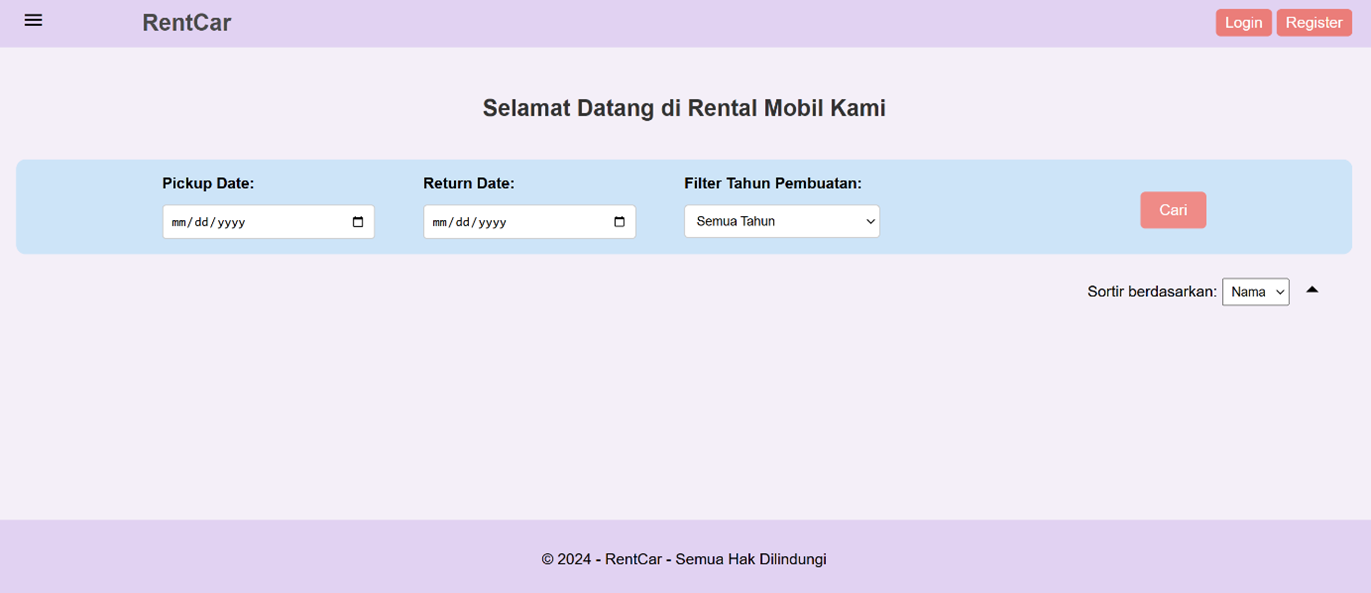 RentCar
Login Register
Selamat Datang di Rental Mobil Kami
Pickup Date: Return Date: Filter Tahun Pembuatan:
mm/dd/yyyy mm/dd/yyyy Semua Tahun Cari
Sortir berdasarkan: Nama
© 2024 - RentCar - Semua Hak Dilindungi